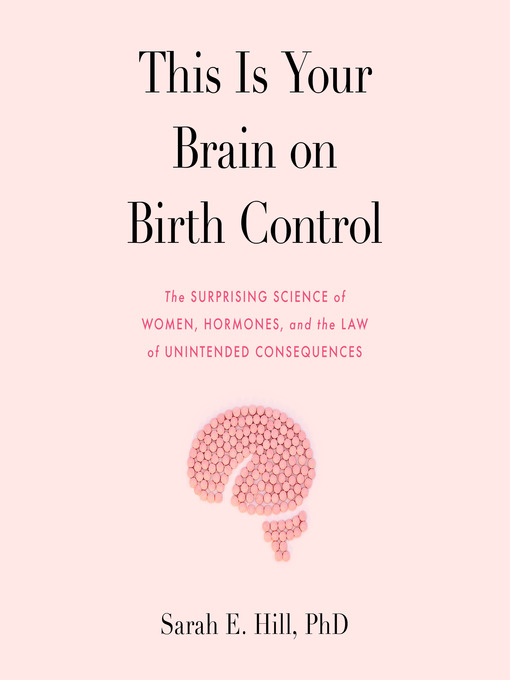 This Is Your
Brain on
Birth Control
The SURPRISING SCIENCE of
WOMEN, HORMONES, and the LAW
of UNINTENDED CONSEQUENCES
Sarah E. Hill, PhD